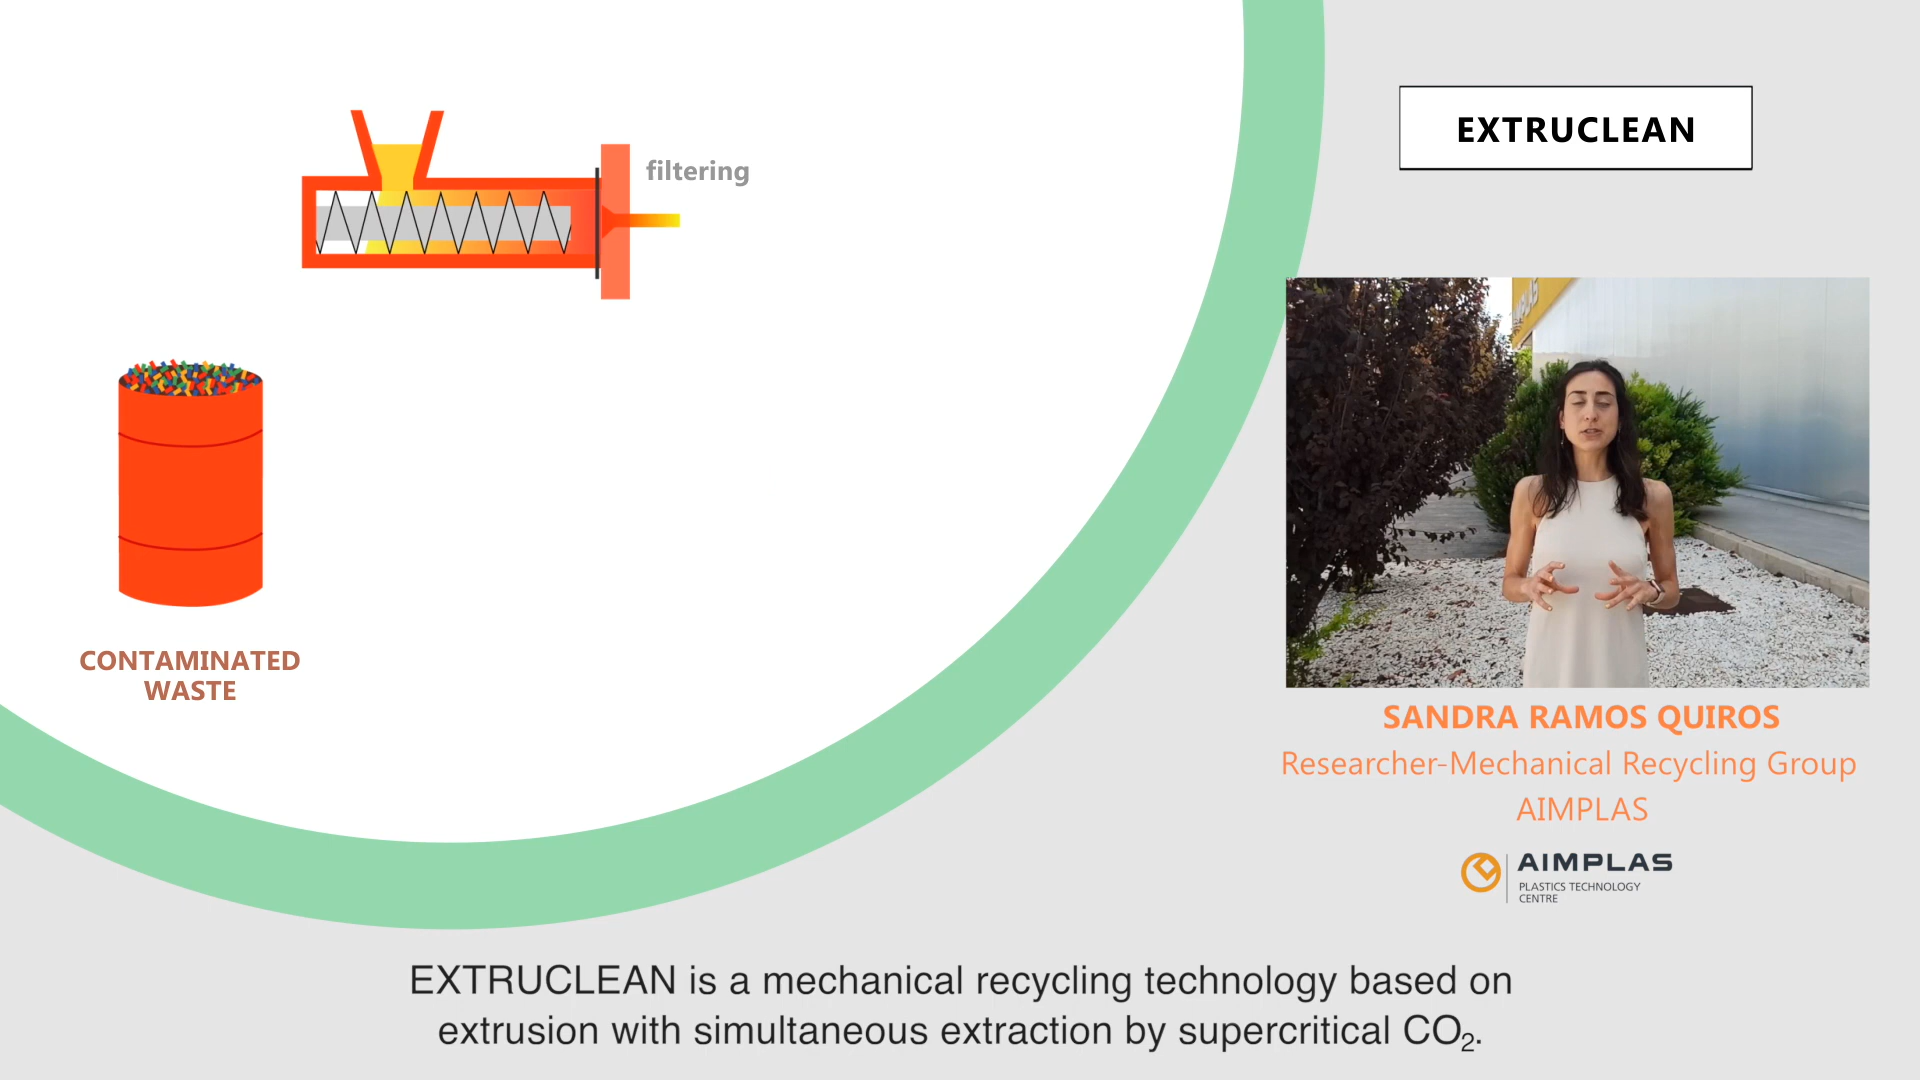 EXTRUCLEAN
filtering
CONTAMINATED
WASTE
SANDRA RAMOS QUIROS
Researcher-Mechanical Recycling Group
AIMPLAS
AIMPLAS
PLASTICS TECHNOLOGY
CENTRE
EXTRUCLEAN is a mechanical recycling technology based on
extrusion with simultaneous extraction by supercritical CO₂.